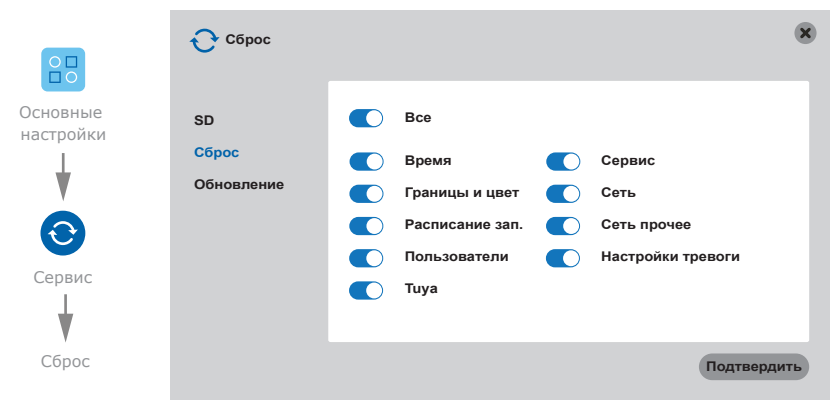 Основные
настройки
Сервис
Сброс
Сброс
SD
Сброс
Обновление
Все
Время
Сервис
Границы и цвет
Сеть
Расписание зап.
Сеть прочее
Пользователи
Настройки тревоги
Tuya
Подтвердить